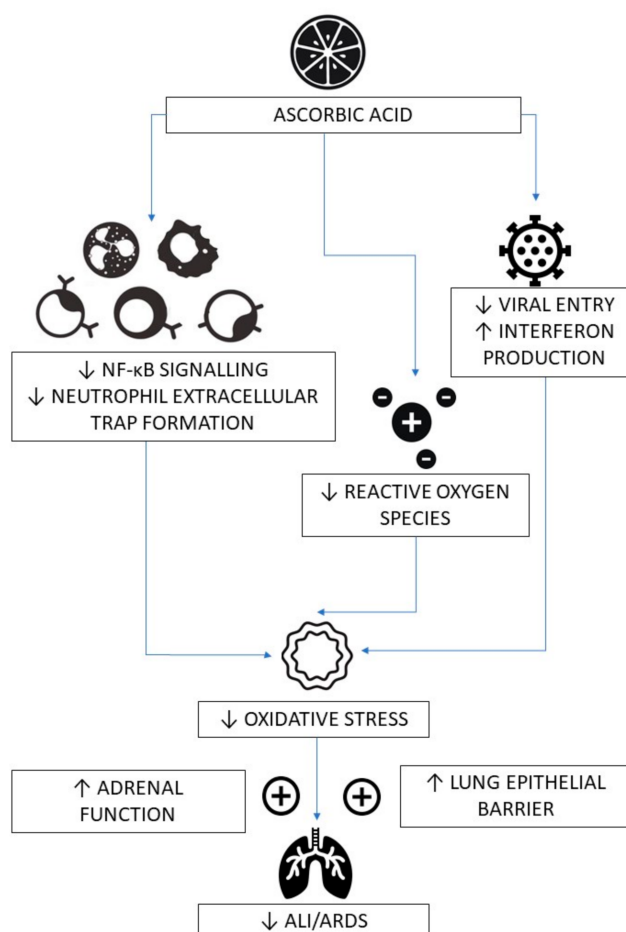 ASCORBIC ACID
↓ VIRAL ENTRY
↑ INTERFERON
PRODUCTION
↓ NF-κB SIGNALLING
↓ NEUTROPHIL EXTRACELLULAR
TRAP FORMATION
↓ REACTIVE OXYGEN
SPECIES
↓ OXIDATIVE STRESS
↑ ADRENAL
FUNCTION
↑ LUNG EPITHELIAL
BARRIER
↓ ALI/ARDS